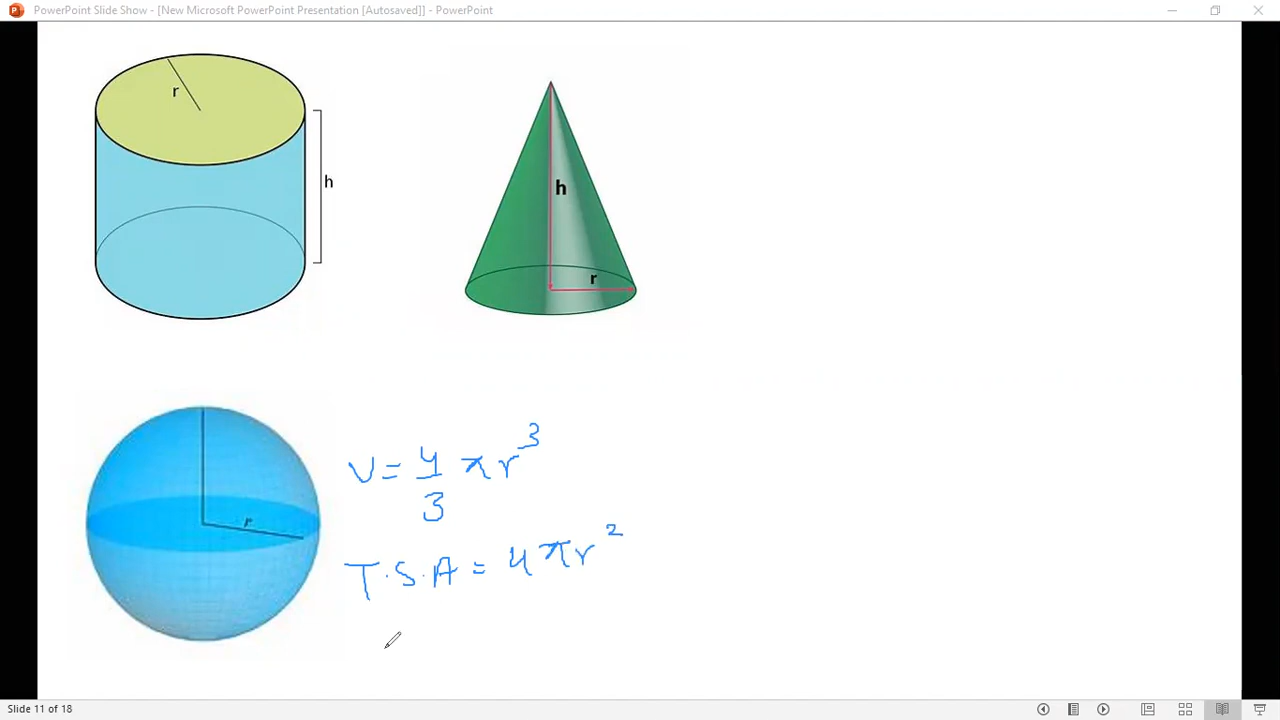 PowerPoint Slide Show - [New Microsoft PowerPoint Presentation [Autosaved]] - PowerPoint
r
h
h
r
r
V = 4/3 πr³
T.S.A = 4πr²
Slide 11 of 18